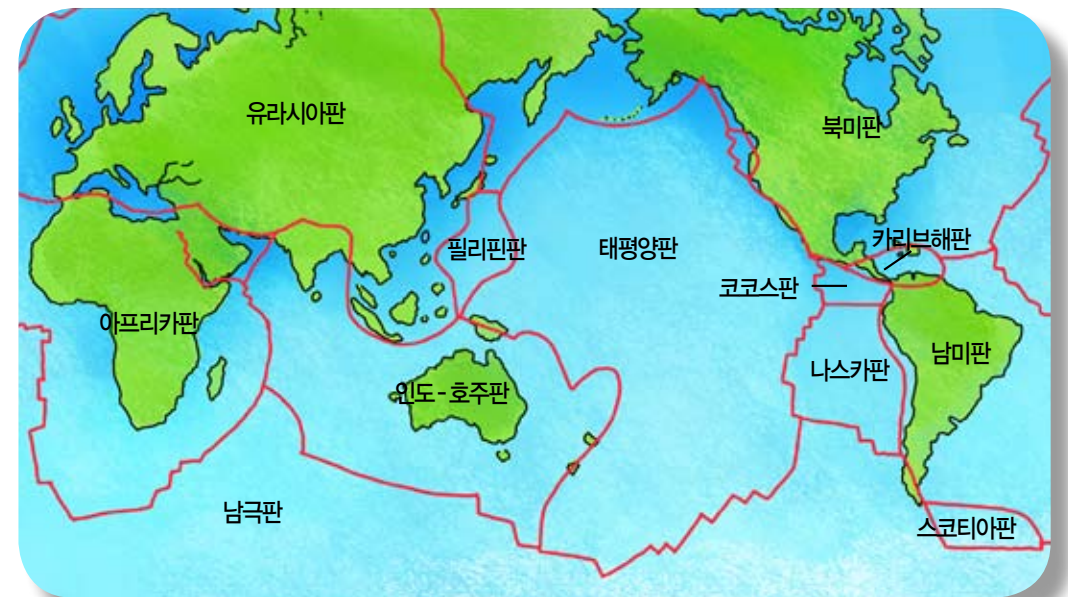 유라시아판
북미판
필리핀판
태평양판
카리브해판
코코스판
아프리카판
남미판
나스카판
인도-호주판
남극판
스코티아판